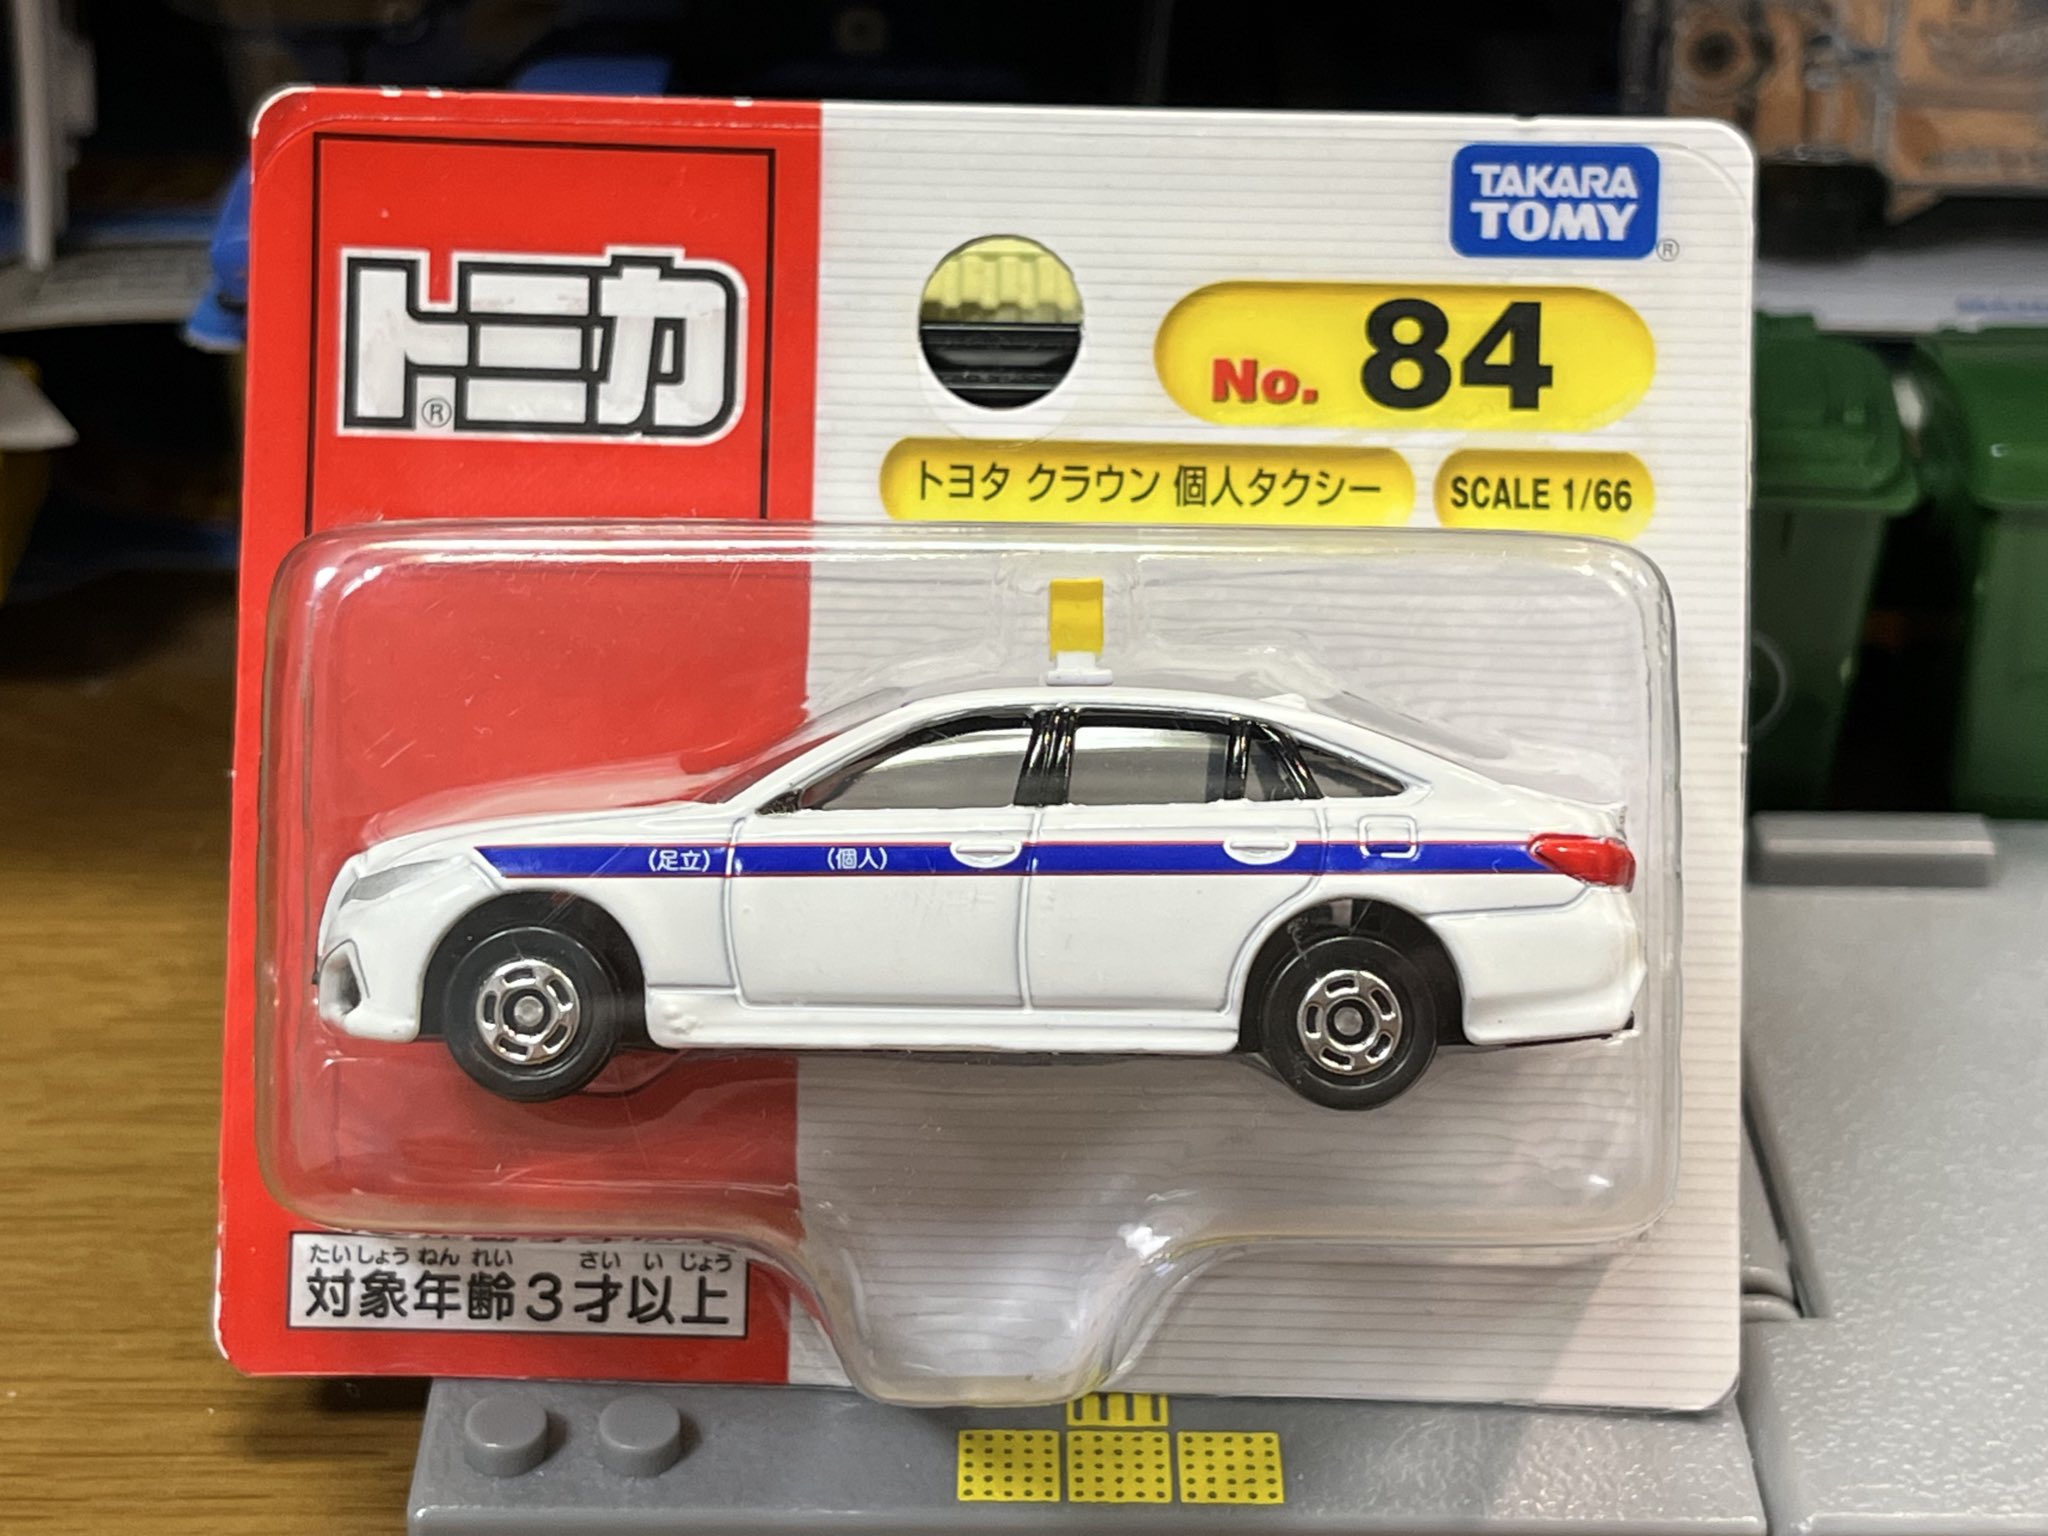 トミカ
®
TAKARA
TOMY
®
No. 84
トヨタ クラウン 個人タクシー
SCALE 1/66
(足立) (個人)
たいしょう ねん れい さい い じょう
対象年齢3才以上